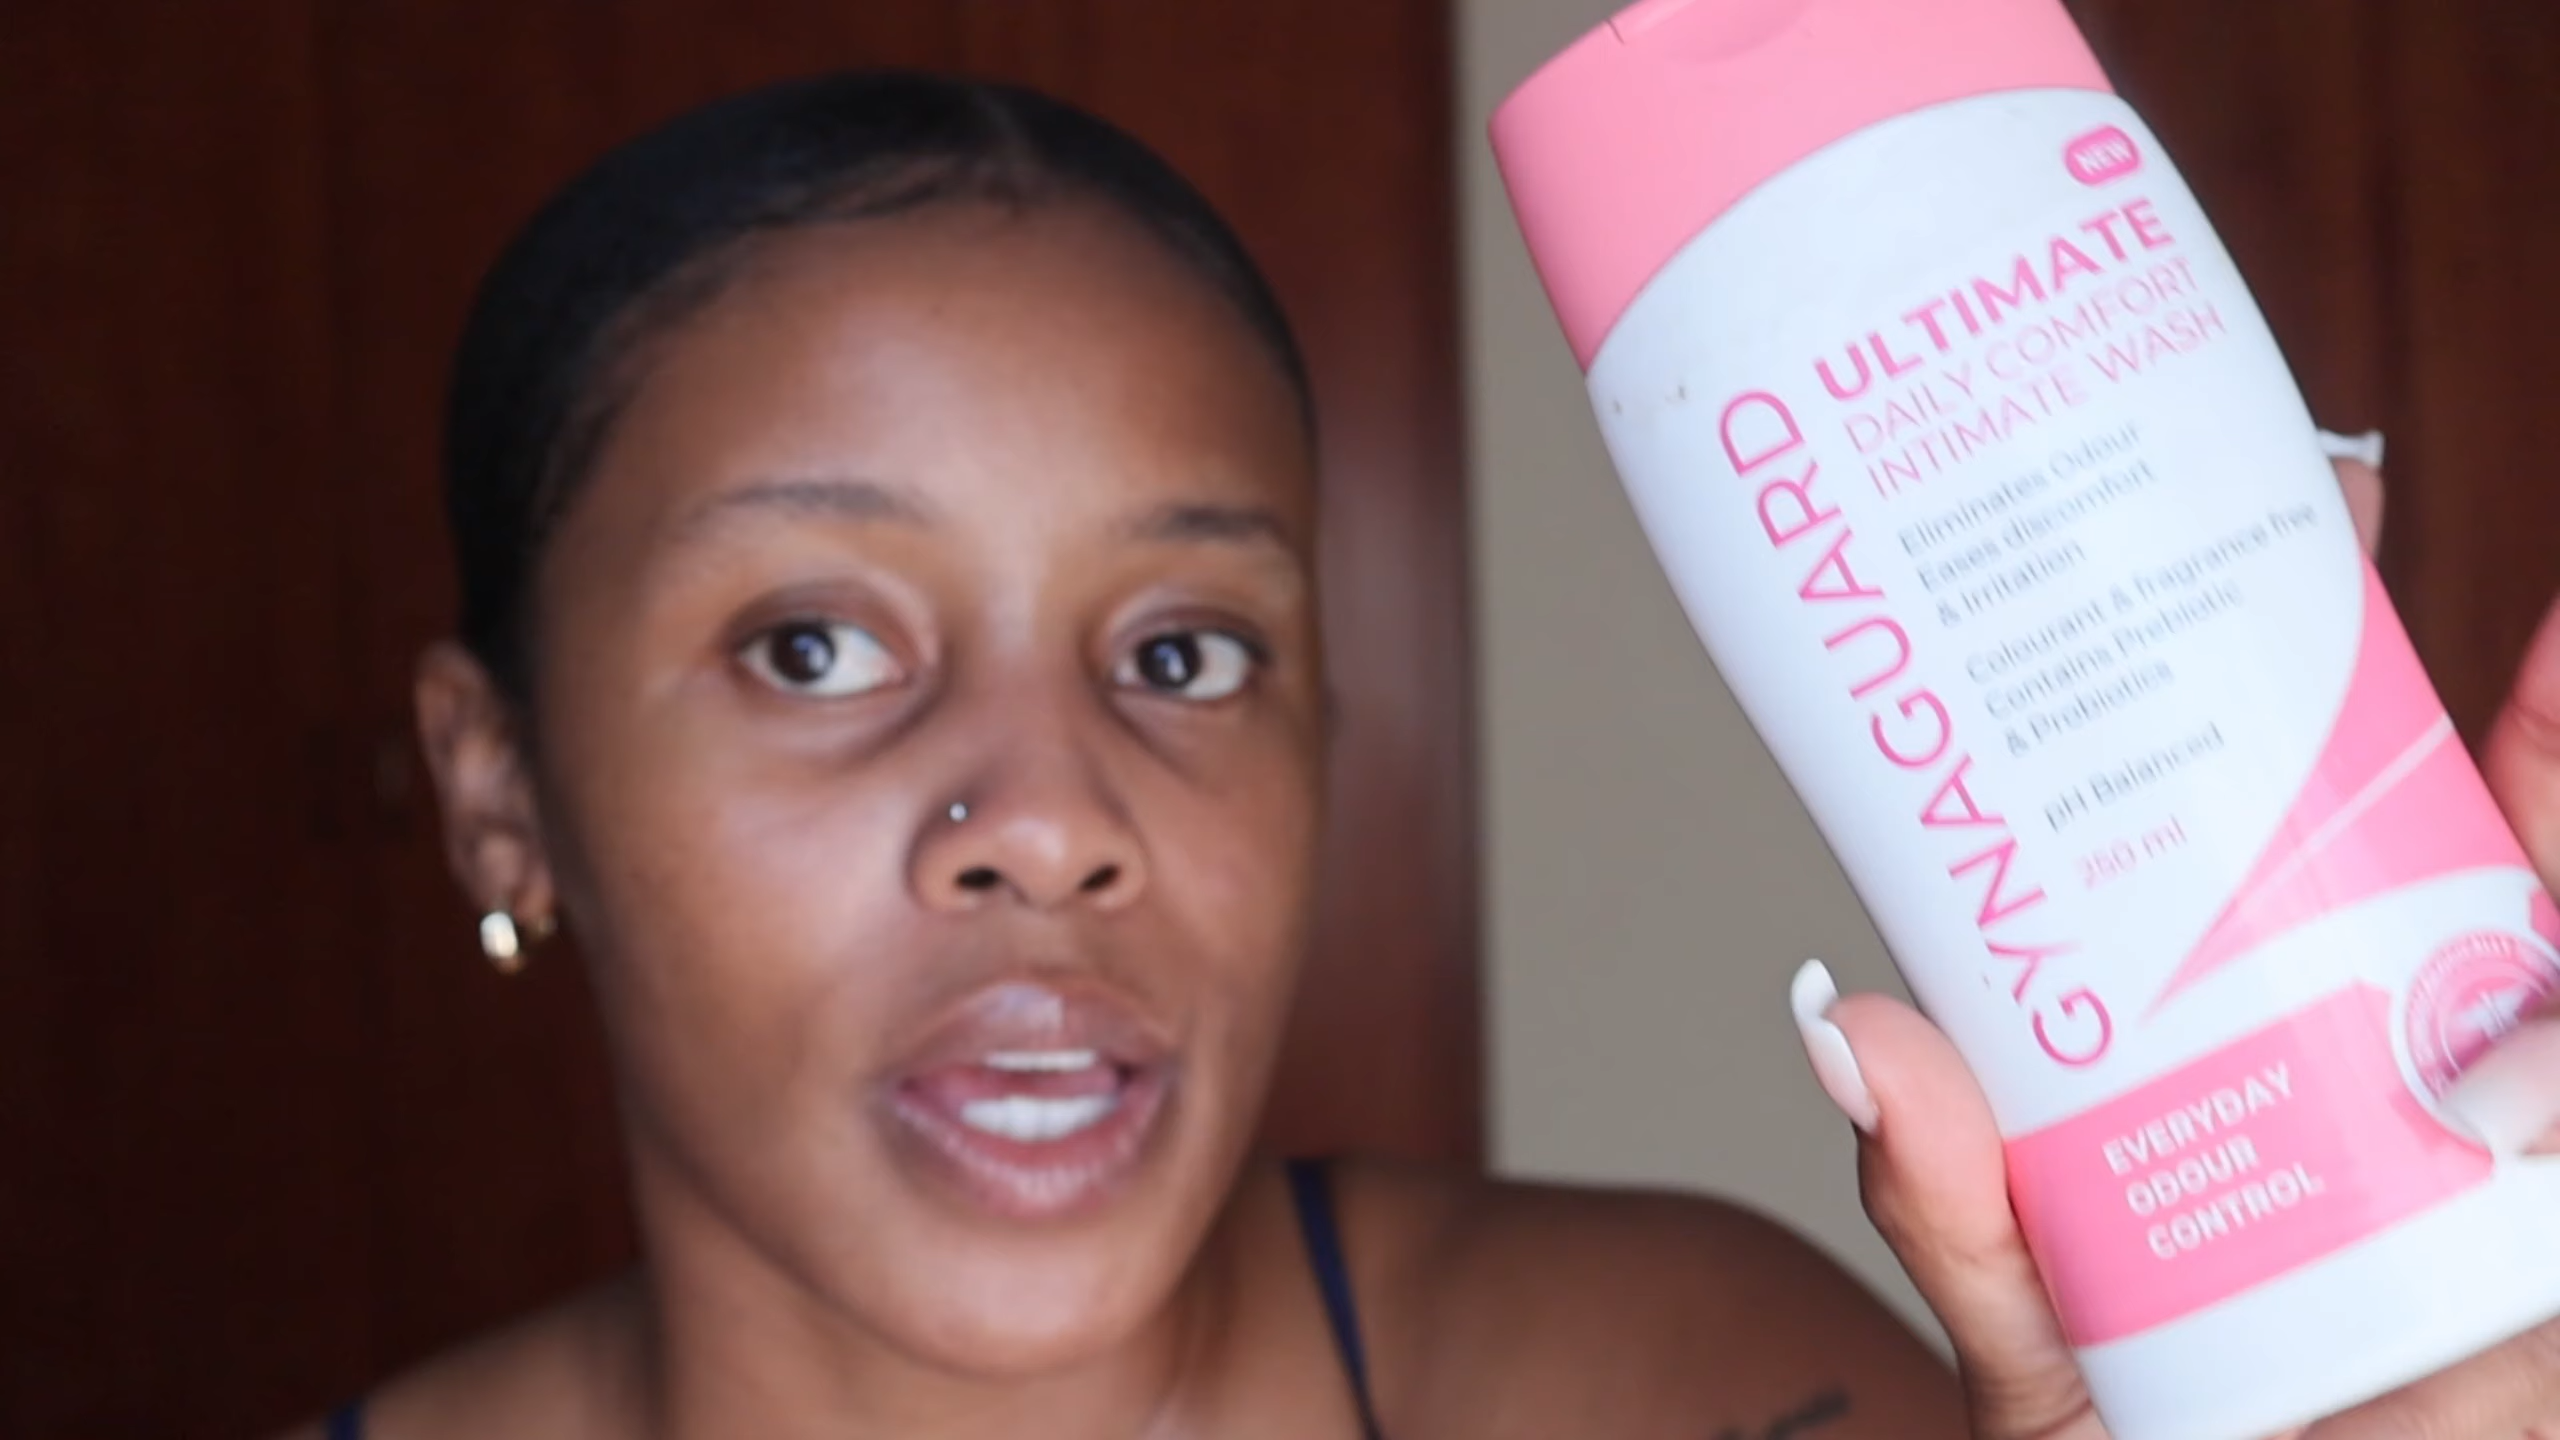 NEW
GYNAGUARD
ULTIMATE
DAILY COMFORT
INTIMATE WASH
Eliminates Odour
Eases discomfort
& Irritation
Colourant & fragrance free
Contains Prebiotic
& Probiotics
pH Balanced
250 ml
EVERYDAY
ODOUR
CONTROL